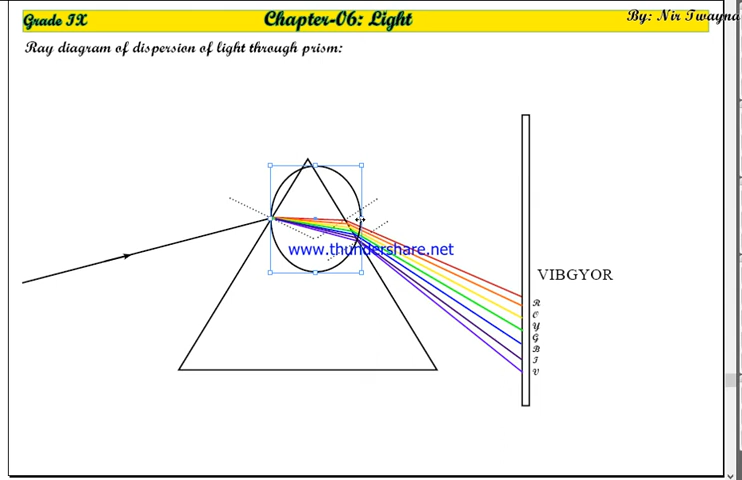 Grade IX
Chapter-06: Light
By: Nir Twayna
Ray diagram of dispersion of light through prism:
www.thundershare.net
VIBGYOR
R
O
Y
G
B
I
V